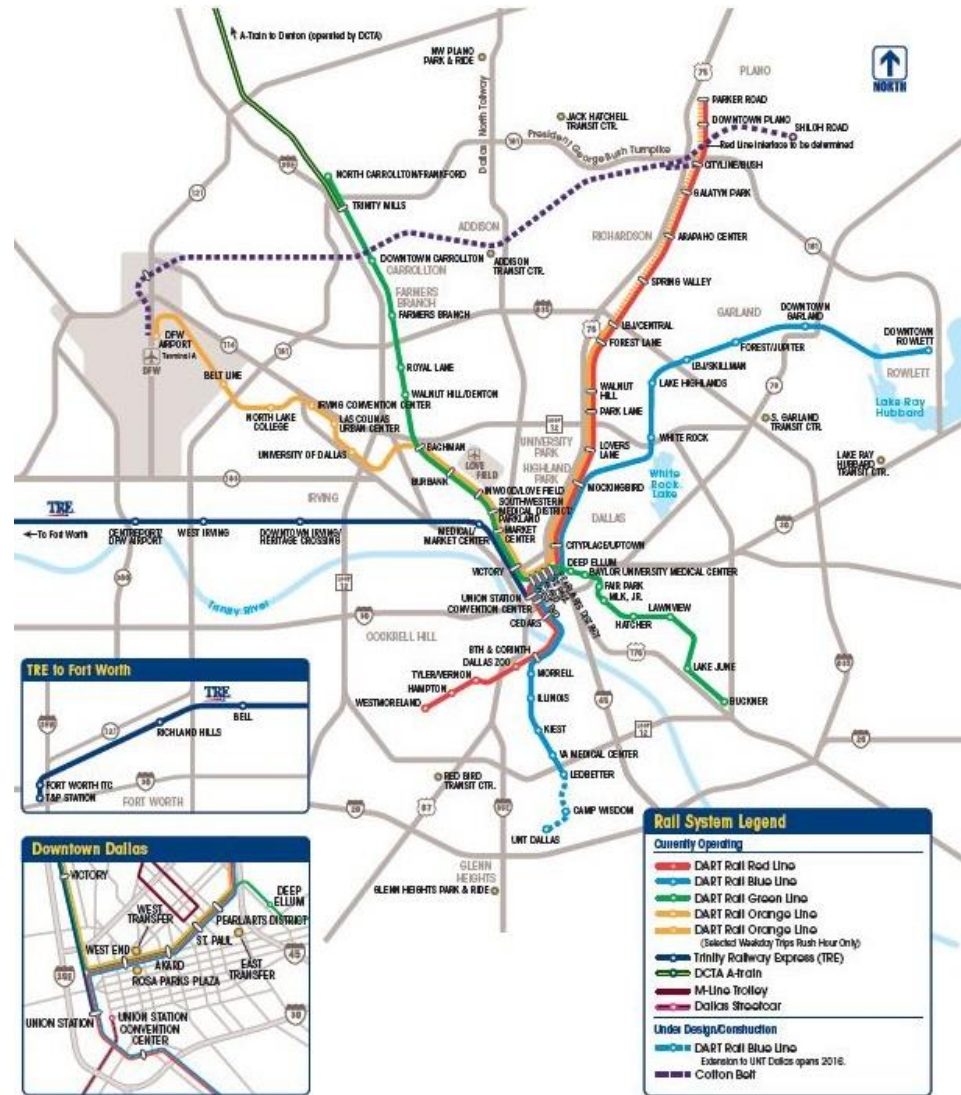 A-Train to Denton (operated by DCTA)
NW PLANO
PARK & RIDE
Dallas North Tollway
JACK HATCHELL
TRANSIT CTR.
President George Bush Turnpike
75
PLANO
NORTH
PARKER ROAD
DOWNTOWN PLANO
SHILOH ROAD
Red Line Interface to be determined
CITYLINE/BUSH
GALATYN PARK
RICHARDSON
ARAPAHO CENTER
SPRING VALLEY
NORTH CARROLLTON/FRANKFORD
TRINITY MILLS
121
161
ADDISON
ADDISON
TRANSIT CTR.
DOWNTOWN CARROLLTON
CARROLLTON
FARMERS
BRANCH
FARMERS BRANCH
ROYAL LANE
WALNUT HILL/DENTON
DFW
AIRPORT
Terminal A
DFW
114
161
BELT LINE
NORTH LAKE
COLLEGE
IRVING CONVENTION CENTER
LAS COLINAS
URBAN CENTER
UNIVERSITY OF DALLAS
BACHMAN
LOVE
FIELD
BURBANK
INWOOD/LOVE FIELD
SOUTHWESTERN
MEDICAL DISTRICT/
PARKLAND
MARKET
CENTER
75
LBJ/CENTRAL
FOREST LANE
WALNUT
HILL
PARK LANE
LOVERS
LANE
UNIVERSITY
PARK
HIGHLAND
PARK
MOCKINGBIRD
DALLAS
CITYPLACE/UPTOWN
GARLAND
DOWNTOWN
GARLAND
DOWNTOWN
ROWLETT
ROWLETT
FOREST/JUPITER
LBJ/SKILLMAN
LAKE HIGHLANDS
WHITE ROCK
S. GARLAND
TRANSIT CTR.
Lake Ray
Hubbard
LAKE RAY
HUBBARD
TRANSIT CTR.
White
Rock
Lake
IRVING
TRE
To Fort Worth
CENTREPORT/
DFW AIRPORT
WEST IRVING
DOWNTOWN IRVING/
HERITAGE CROSSING
MEDICAL/
MARKET CENTER
Trinity River
LOOP
12
VICTORY
UNION STATION
CONVENTION CENTER
CEDARS
DEEP ELLUM
BAYLOR UNIVERSITY MEDICAL CENTER
FAIR PARK
MLK, JR.
HATCHER
LAWNVIEW
LAKE JUNE
BUCKNER
COCKRELL HILL
8TH & CORINTH
DALLAS ZOO
TYLER/VERNON
HAMPTON
WESTMORELAND
MORRELL
ILLINOIS
KIEST
VA MEDICAL CENTER
LEDBETTER
CAMP WISDOM
UNT DALLAS
RED BIRD
TRANSIT CTR.
GLENN
HEIGHTS
GLENN HEIGHTS PARK & RIDE
TRE to Fort Worth
TRE
BELL
RICHLAND HILLS
FORT WORTH ITC
T&P STATION
FORT WORTH
Downtown Dallas
VICTORY
WEST
TRANSFER
DEEP
ELLUM
PEARL/ARTS DISTRICT
ST. PAUL
WEST END
AKARD
ROSA PARKS PLAZA
EAST
TRANSFER
45
30
UNION STATION
UNION STATION
CONVENTION
CENTER
Rail System Legend
Currently Operating
DART Rail Red Line
DART Rail Blue Line
DART Rail Green Line
DART Rail Orange Line
DART Rail Orange Line
(Selected Weekday Trips Rush Hour Only)
Trinity Railway Express (TRE)
DCTA A-train
M-Line Trolley
Dallas Streetcar
Under Design/Construction
DART Rail Blue Line
Extension to UNT Dallas opens 2016.
Cotton Belt